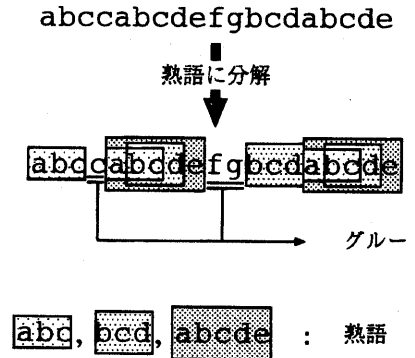 abccabcdefgbcdabcde
熟語に分解
abccabcdefgbcdabcde
グルー
abc, bcd, abcde : 熟語